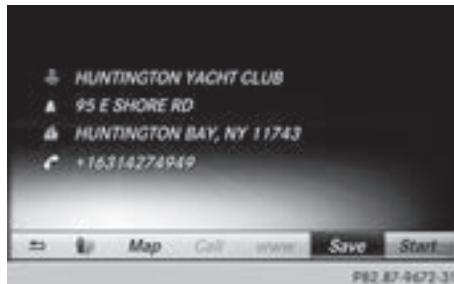 HUNTINGTON YACHT CLUB
95 E SHORE RD
HUNTINGTON BAY, NY 11743
+16314274949
Map Call www Save Start
P82.87-9672-31